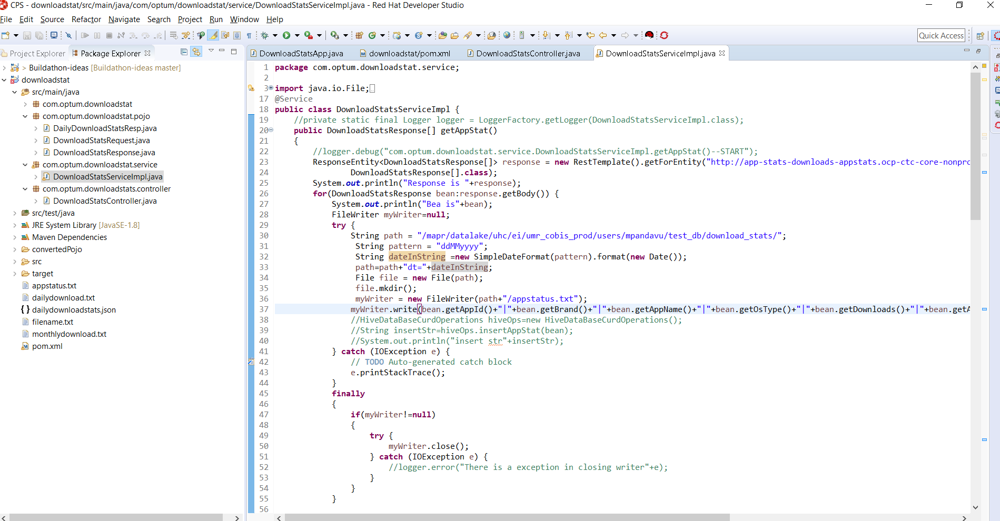 CPS - downloadstat/src/main/java/com/optum/downloadstat/service/DownloadStatsServiceImpl.java - Red Hat Developer Studio
File Edit Source Refactor Navigate Search Project Run Window Help
Quick Access
Project Explorer
Package Explorer
> Buildathon-ideas [Buildathon-ideas master]
downloadstat
src/main/java
com.optum.downloadstat
com.optum.downloadstat.pojo
DailyDownloadStatsResp.java
DownloadStatsRequest.java
DownloadStatsResponse.java
com.optum.downloadstat.service
DownloadStatsServiceImpl.java
com.optum.downloadstats.controller
DownloadStatsController.java
src/test/java
JRE System Library [JavaSE-1.8]
Maven Dependencies
convertedPojo
src
target
appstatus.txt
dailydownload.txt
dailydownloadstats.json
filename.txt
monthlydownload.txt
pom.xml
DownloadStatsApp.java
downloadstat/pom.xml
DownloadStatsController.java
DownloadStatsServiceImpl.java
1 package com.optum.downloadstat.service;
2
3 import java.io.File;
17 @Service
18 public class DownloadStatsServiceImpl {
19 //private static final Logger logger = LoggerFactory.getLogger(DownloadStatsServiceImpl.class);
20 public DownloadStatsResponse[] getAppStat()
21 {
22 //logger.debug("com.optum.downloadstat.service.DownloadStatsServiceImpl.getAppStat()--START");
23 ResponseEntity<DownloadStatsResponse[]> response = new RestTemplate().getForEntity("http://app-stats-downloads-appstats.ocp-ctc-core-nonprc
24 DownloadStatsResponse[].class);
25 System.out.println("Response is "+response);
26 for(DownloadStatsResponse bean:response.getBody()) {
27 System.out.println("Bea is"+bean);
28 FileWriter myWriter=null;
29 try {
30 String path = "/mapr/datalake/uhc/ei/umr_cobis_prod/users/mpandavu/test_db/download_stats/";
31 String pattern = "ddMMyyyy";
32 String dateInString =new SimpleDateFormat(pattern).format(new Date());
33 path=path+"dt="+dateInString;
34 File file = new File(path);
35 file.mkdir();
36 myWriter = new FileWriter(path+"/appstatus.txt");
37 myWriter.write(bean.getAppId()+"|"+bean.getBrand()+"|"+bean.getAppName()+"|"+bean.getOsType()+"|"+bean.getDownloads()+"|"+bean.getA
38 //HiveDataBaseCurdOperations hiveOps=new HiveDataBaseCurdOperations();
39 //String insertStr=hiveOps.insertAppStat(bean);
40 //System.out.println("insert str"+insertStr);
41 } catch (IOException e) {
42 // TODO Auto-generated catch block
43 e.printStackTrace();
44 }
45 finally
46 {
47 if(myWriter!=null)
48 {
49 try {
50 myWriter.close();
51 } catch (IOException e) {
52 //logger.error("There is a exception in closing writer"+e);
53 }
54 }
55 }
56